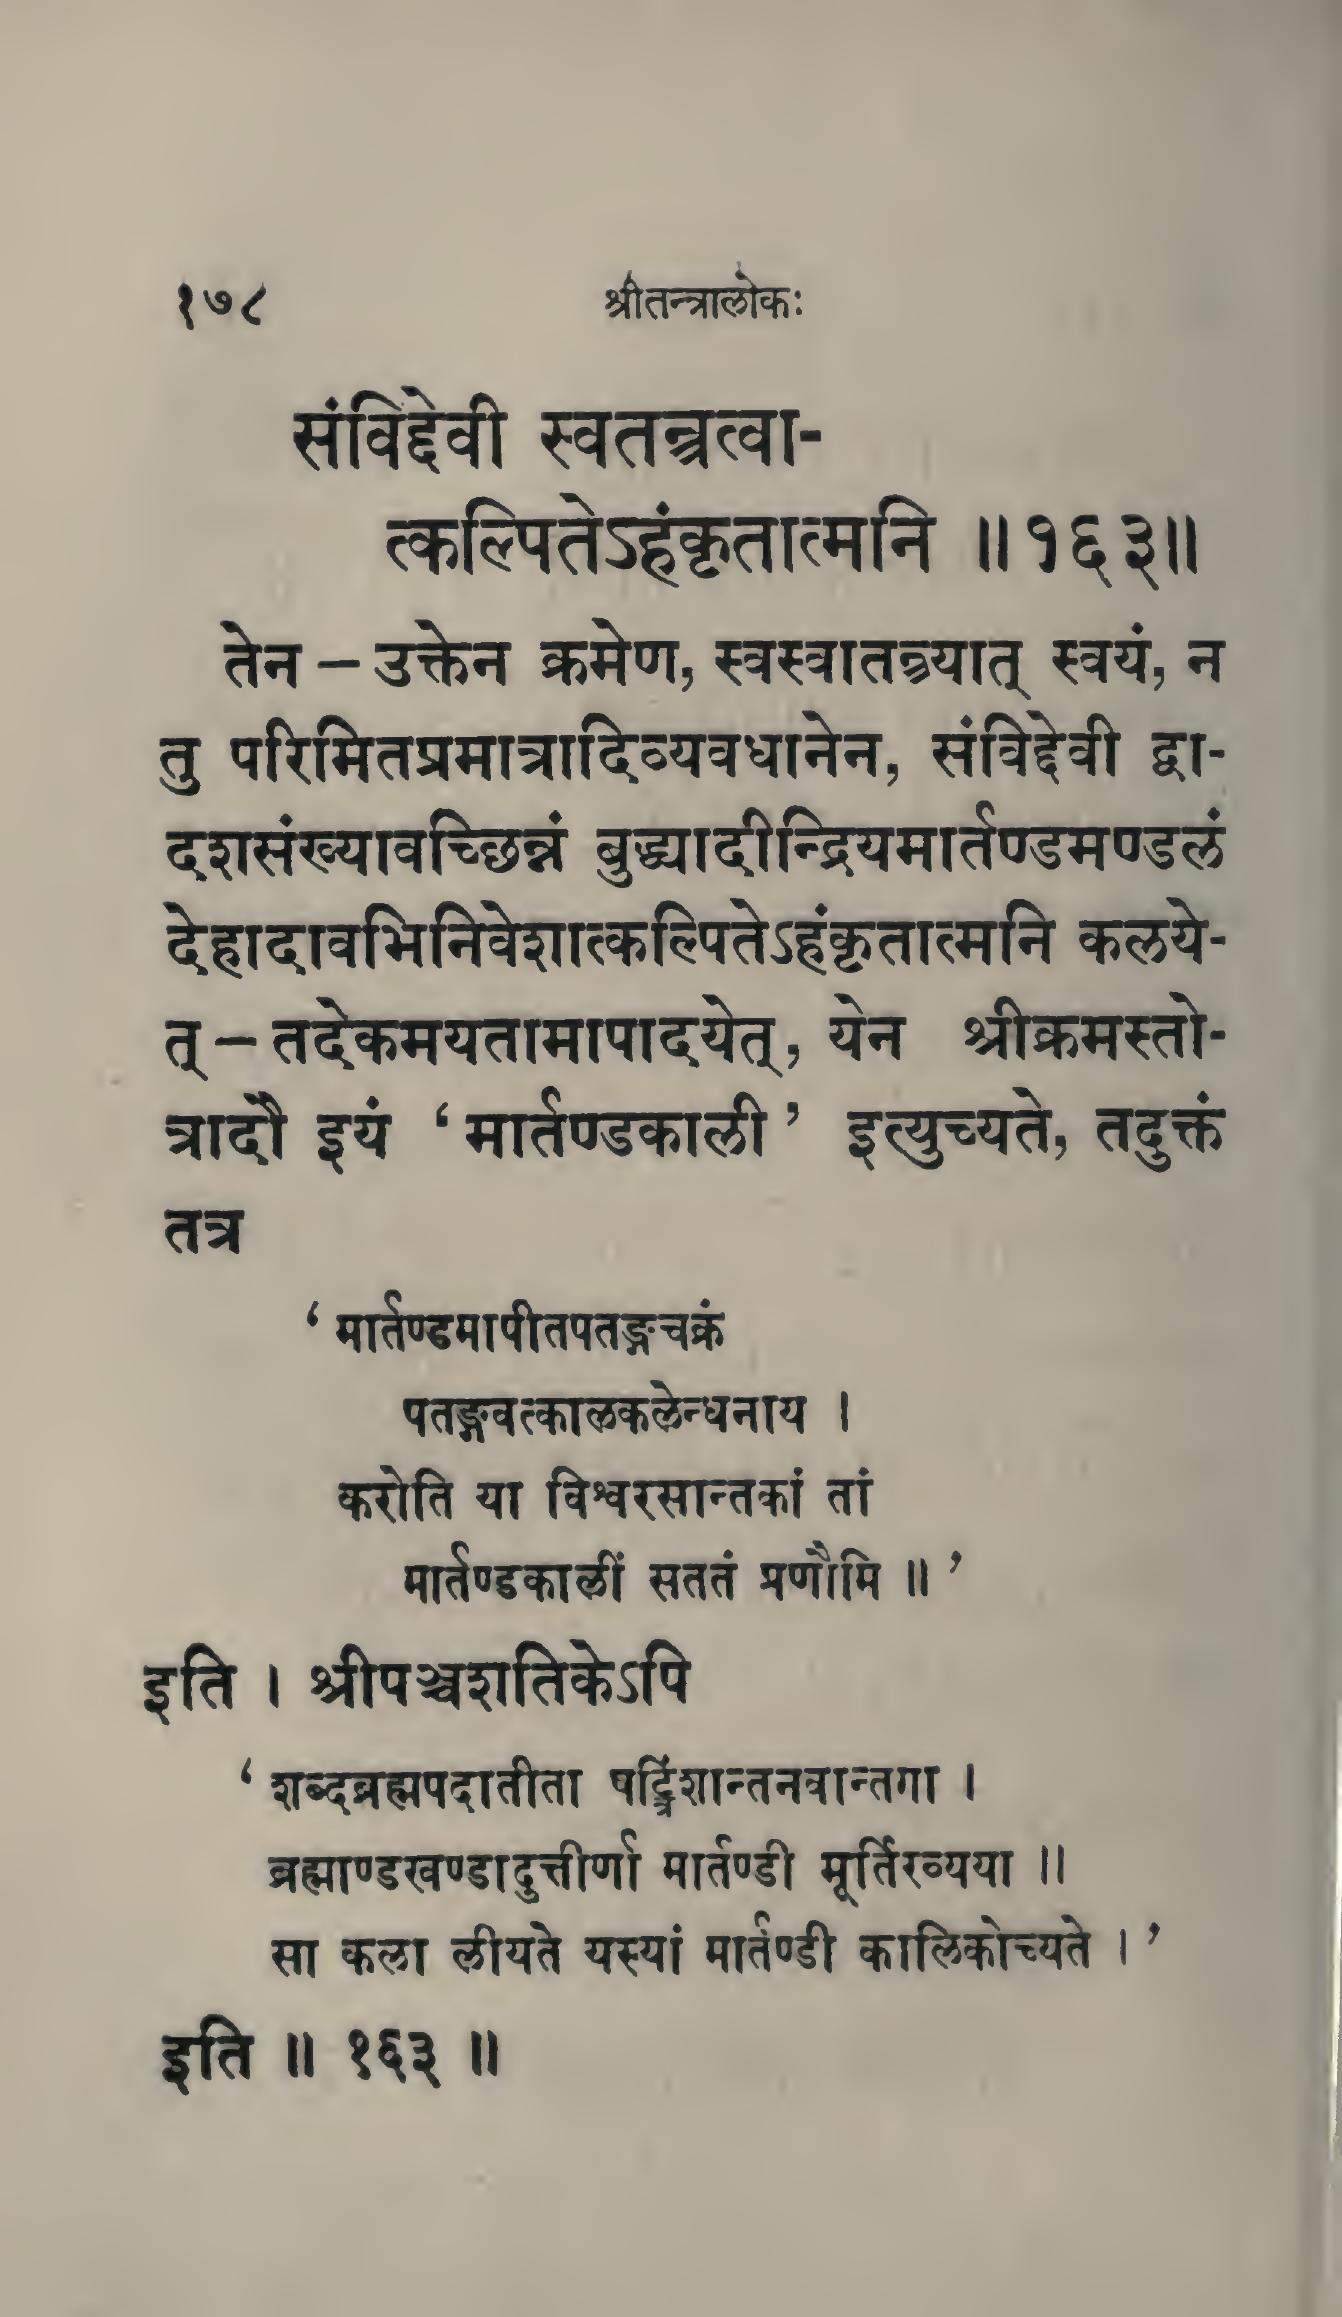 १७८ श्रीतन्त्रालोकः
संविद्देवी स्वतन्त्रत्वा-
त्कल्पितेऽहंकृतात्मनि ॥१६३॥
तेन – उक्तेन क्रमेण, स्वस्वातन्त्र्यात् स्वयं, न
तु परिमितप्रमात्रादिव्यवधानेन, संविद्देवी द्वा-
दशसंख्यावच्छिन्नं बुद्ध्यादीन्द्रियमार्तण्डमण्डलं
देहादावभिनिवेशात्कल्पितेऽहंकृतात्मनि कलये-
त् – तदेकमयतामापादयेत्, येन श्रीक्रमस्तो-
त्रादौ इयं ‘ मार्तण्डकाली ’ इत्युच्यते, तदुक्तं
तत्र
‘ मार्तण्डमापीतपतङ्गचक्रं
पतङ्गवत्कालकलेन्धनाय ।
करोति या विश्वरसान्तकां तां
मार्तण्डकालीं सततं प्रणौमि ॥ ’
इति । श्रीपञ्चशतिकेऽपि
‘ शब्दब्रह्मपदातीता षट्त्रिंशान्तनवान्तगा ।
ब्रह्माण्डखण्डादुत्तीर्णा मार्तण्डी मूर्तिरव्यया ॥
सा कला लीयते यस्यां मार्तण्डी कालिकोच्यते । ’
इति ॥ १६३ ॥